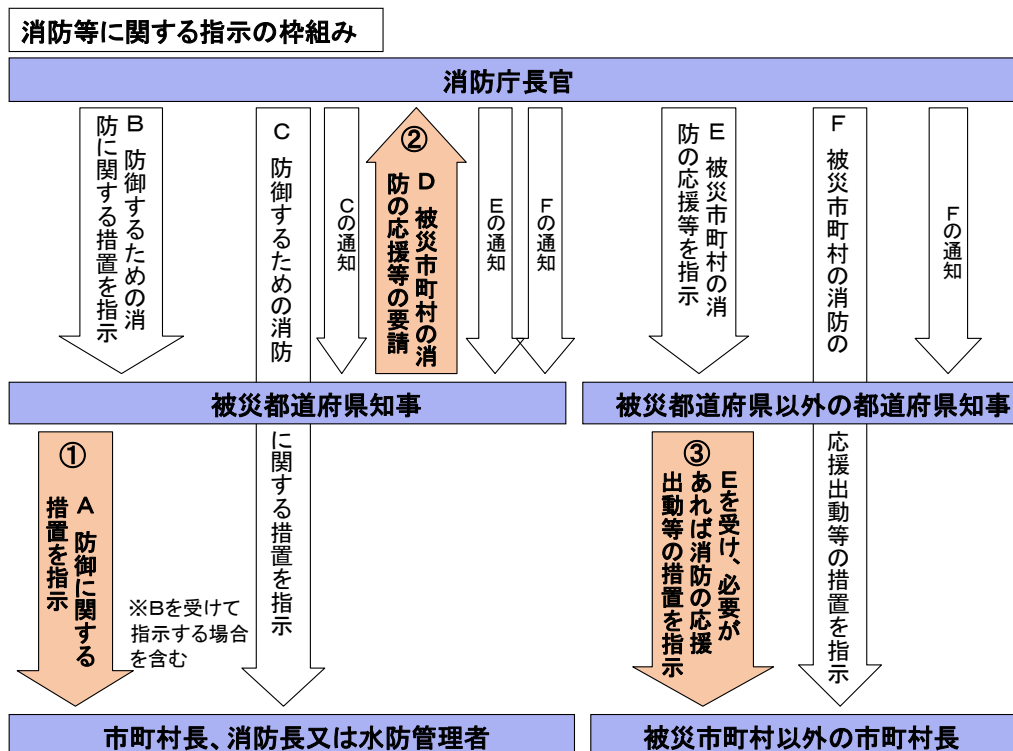 消防等に関する指示の枠組み
消防庁長官
B 防御するための消
防に関する措置を指示
C 防御するための消防
に関する措置を指示
Cの通知
②
D 被災市町村の消
防の応援等の要請
Eの通知
Fの通知
E 被災市町村の消
防の応援等を指示
F 被災市町村の消防の
応援出動等の措置を指示
Fの通知
被災都道府県知事
被災都道府県以外の都道府県知事
①
A 防御に関する
措置を指示
※Bを受けて
指示する場合
を含む
③
Eを受け、必要が
あれば消防の応援
出動等の措置を指示
市町村長、消防長又は水防管理者
被災市町村以外の市町村長